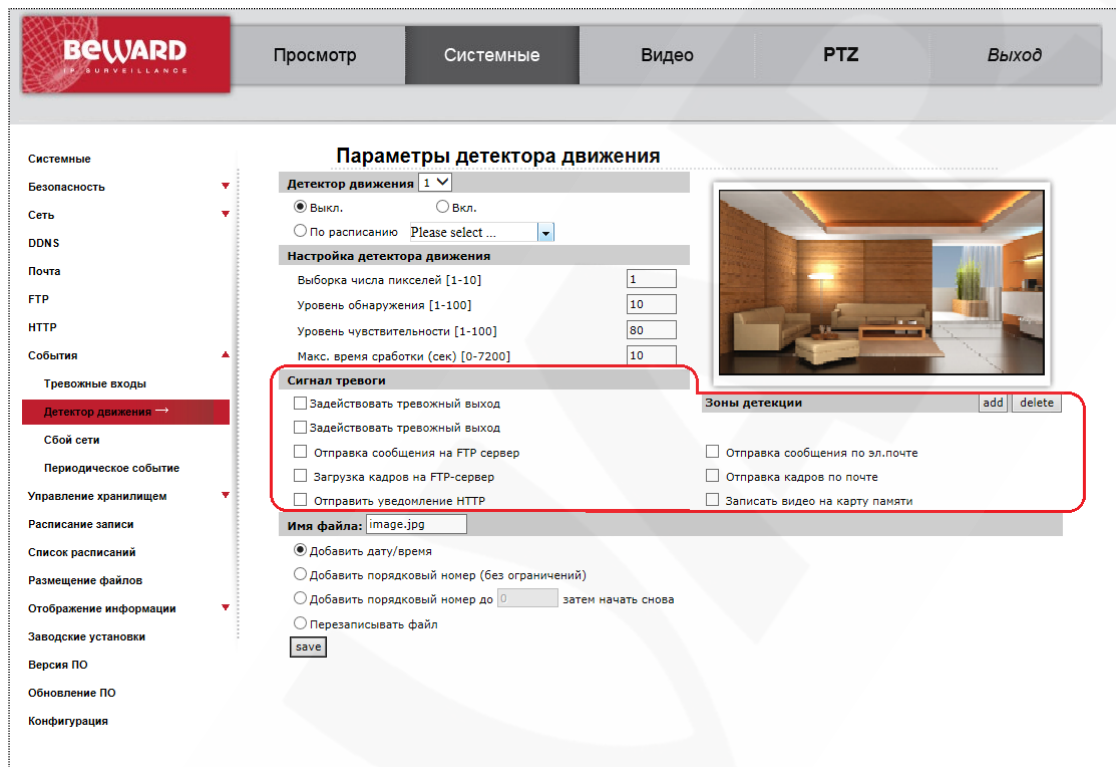 BEWARD
IP SURVEILLANCE
Просмотр
Системные
Видео
PTZ
Выход
Системные
Безопасность
Сеть
DDNS
Почта
FTP
HTTP
События
Тревожные входы
Детектор движения →
Сбой сети
Периодическое событие
Управление хранилищем
Расписание записи
Список расписаний
Размещение файлов
Отображение информации
Заводские установки
Версия ПО
Обновление ПО
Конфигурация
Параметры детектора движения
Детектор движения 1
Выкл. Вкл.
По расписанию Please select ...
Настройка детектора движения
Выборка числа пикселей [1-10] 1
Уровень обнаружения [1-100] 10
Уровень чувствительности [1-100] 80
Макс. время сработки (сек) [0-7200] 10
Сигнал тревоги
Зоны детекции add delete
Задействовать тревожный выход
Задействовать тревожный выход
Отправка сообщения на FTP сервер
Отправка сообщения по эл.почте
Загрузка кадров на FTP-сервер
Отправка кадров по почте
Отправить уведомление HTTP
Записать видео на карту памяти
Имя файла: image.jpg
Добавить дату/время
Добавить порядковый номер (без ограничений)
Добавить порядковый номер до 0 затем начать снова
Перезаписывать файл
save